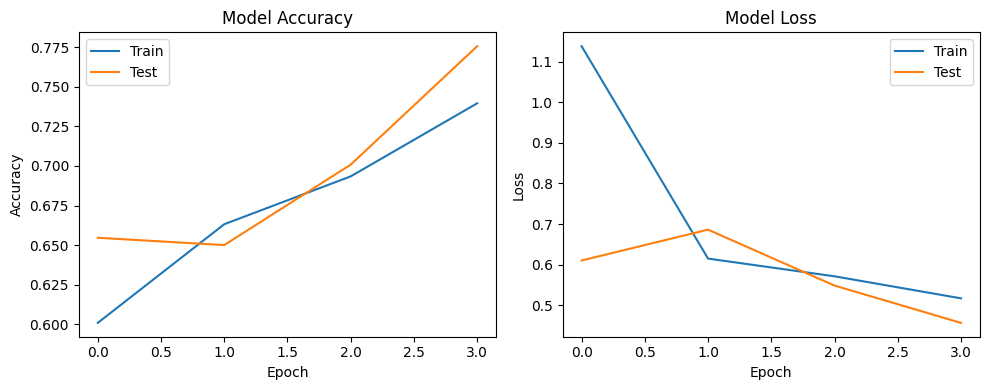 Model Accuracy
Train
Test
0.775
0.750
0.725
0.700
0.675
0.650
0.625
0.600
Accuracy
0.0 0.5 1.0 1.5 2.0 2.5 3.0
Epoch
Model Loss
Train
Test
1.1
1.0
0.9
0.8
0.7
0.6
0.5
Loss
0.0 0.5 1.0 1.5 2.0 2.5 3.0
Epoch